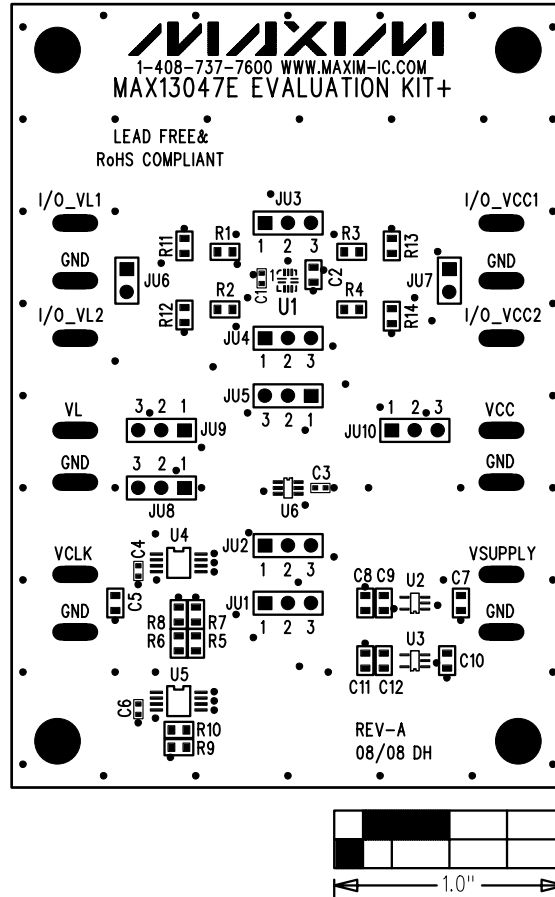 MAXIM
1-408-737-7600 WWW.MAXIM-IC.COM
MAX13047E EVALUATION KIT+
LEAD FREE&
RoHS COMPLIANT
I/O_VL1
JU3
I/O_VCC1
1 2 3
R11
R1
R3
R13
GND
JU6
C1
1
U1
C2
JU7
GND
I/O_VL2
R12
R2
R4
R14
I/O_VCC2
JU4
1 2 3
JU5
3 2 1
VL
3 2 1
JU9
1 2 3
JU10
VCC
GND
3 2 1
JU8
U6
C3
GND
VCLK
C4
U4
JU2
1 2 3
VSUPPLY
C5
C8 C9
U2
C7
GND
R8
R7
R6
R5
JU1
1 2 3
U3
C10
C11 C12
C6
U5
R10
R9
REV-A
08/08 DH
1.0"